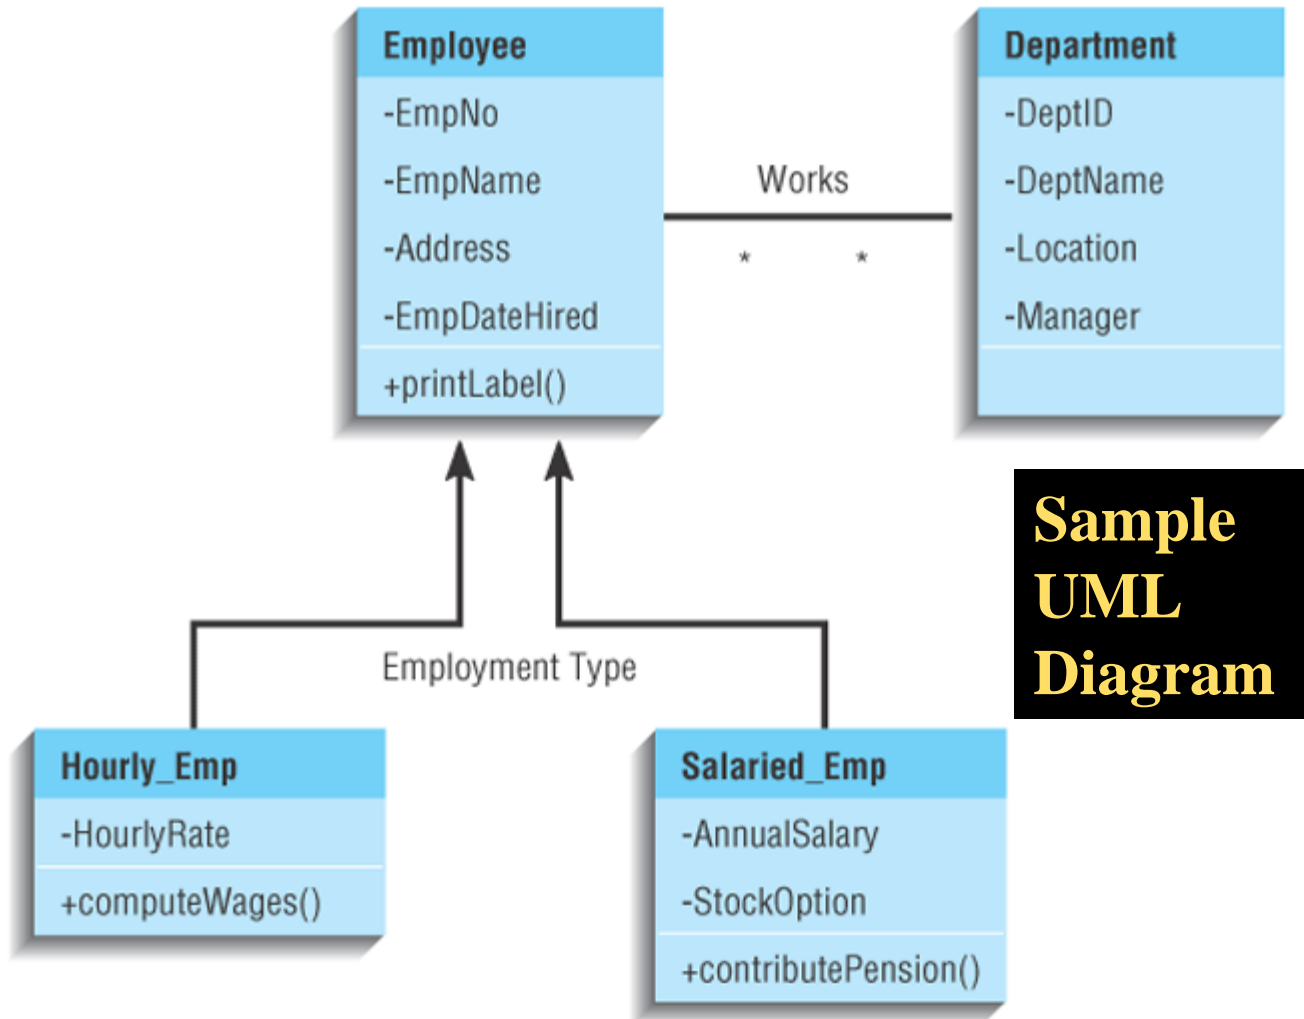 Employee
-EmpNo
-EmpName
-Address
-EmpDateHired
+printLabel()
Works
* *
Department
-DeptID
-DeptName
-Location
-Manager
Sample
UML
Diagram
Employment Type
Hourly_Emp
-HourlyRate
+computeWages()
Salaried_Emp
-AnnualSalary
-StockOption
+contributePension()